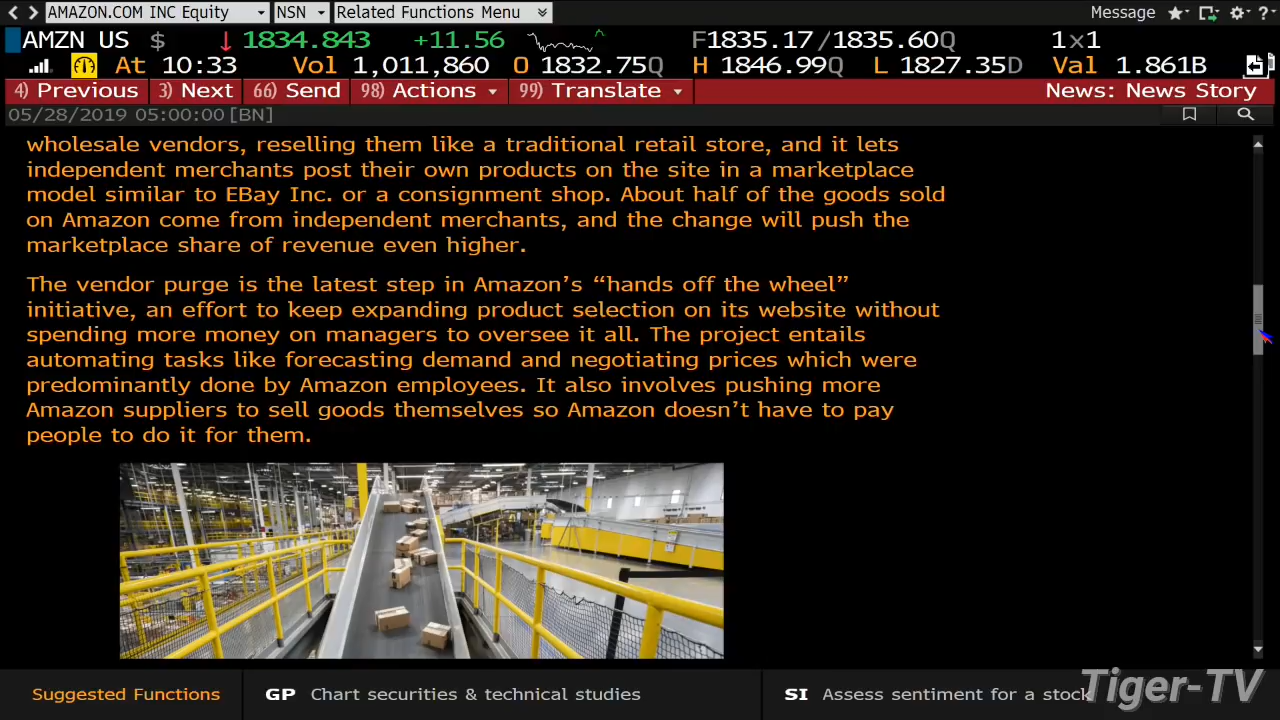 AMAZON.COM INC Equity NSN Related Functions Menu Message
AMZN US $ ↓ 1834.843 +11.56 F1835.17/1835.60Q 1×1
At 10:33 Vol 1,011,860 O 1832.75Q H 1846.99Q L 1827.35D Val 1.861B
4) Previous 3) Next 66) Send 98) Actions 99) Translate News: News Story
05/28/2019 05:00:00 [BN]
wholesale vendors, reselling them like a traditional retail store, and it lets
independent merchants post their own products on the site in a marketplace
model similar to EBay Inc. or a consignment shop. About half of the goods sold
on Amazon come from independent merchants, and the change will push the
marketplace share of revenue even higher.
The vendor purge is the latest step in Amazon’s “hands off the wheel”
initiative, an effort to keep expanding product selection on its website without
spending more money on managers to oversee it all. The project entails
automating tasks like forecasting demand and negotiating prices which were
predominantly done by Amazon employees. It also involves pushing more
Amazon suppliers to sell goods themselves so Amazon doesn’t have to pay
people to do it for them.
Suggested Functions GP Chart securities & technical studies SI Assess sentiment for a stock
Tiger-TV